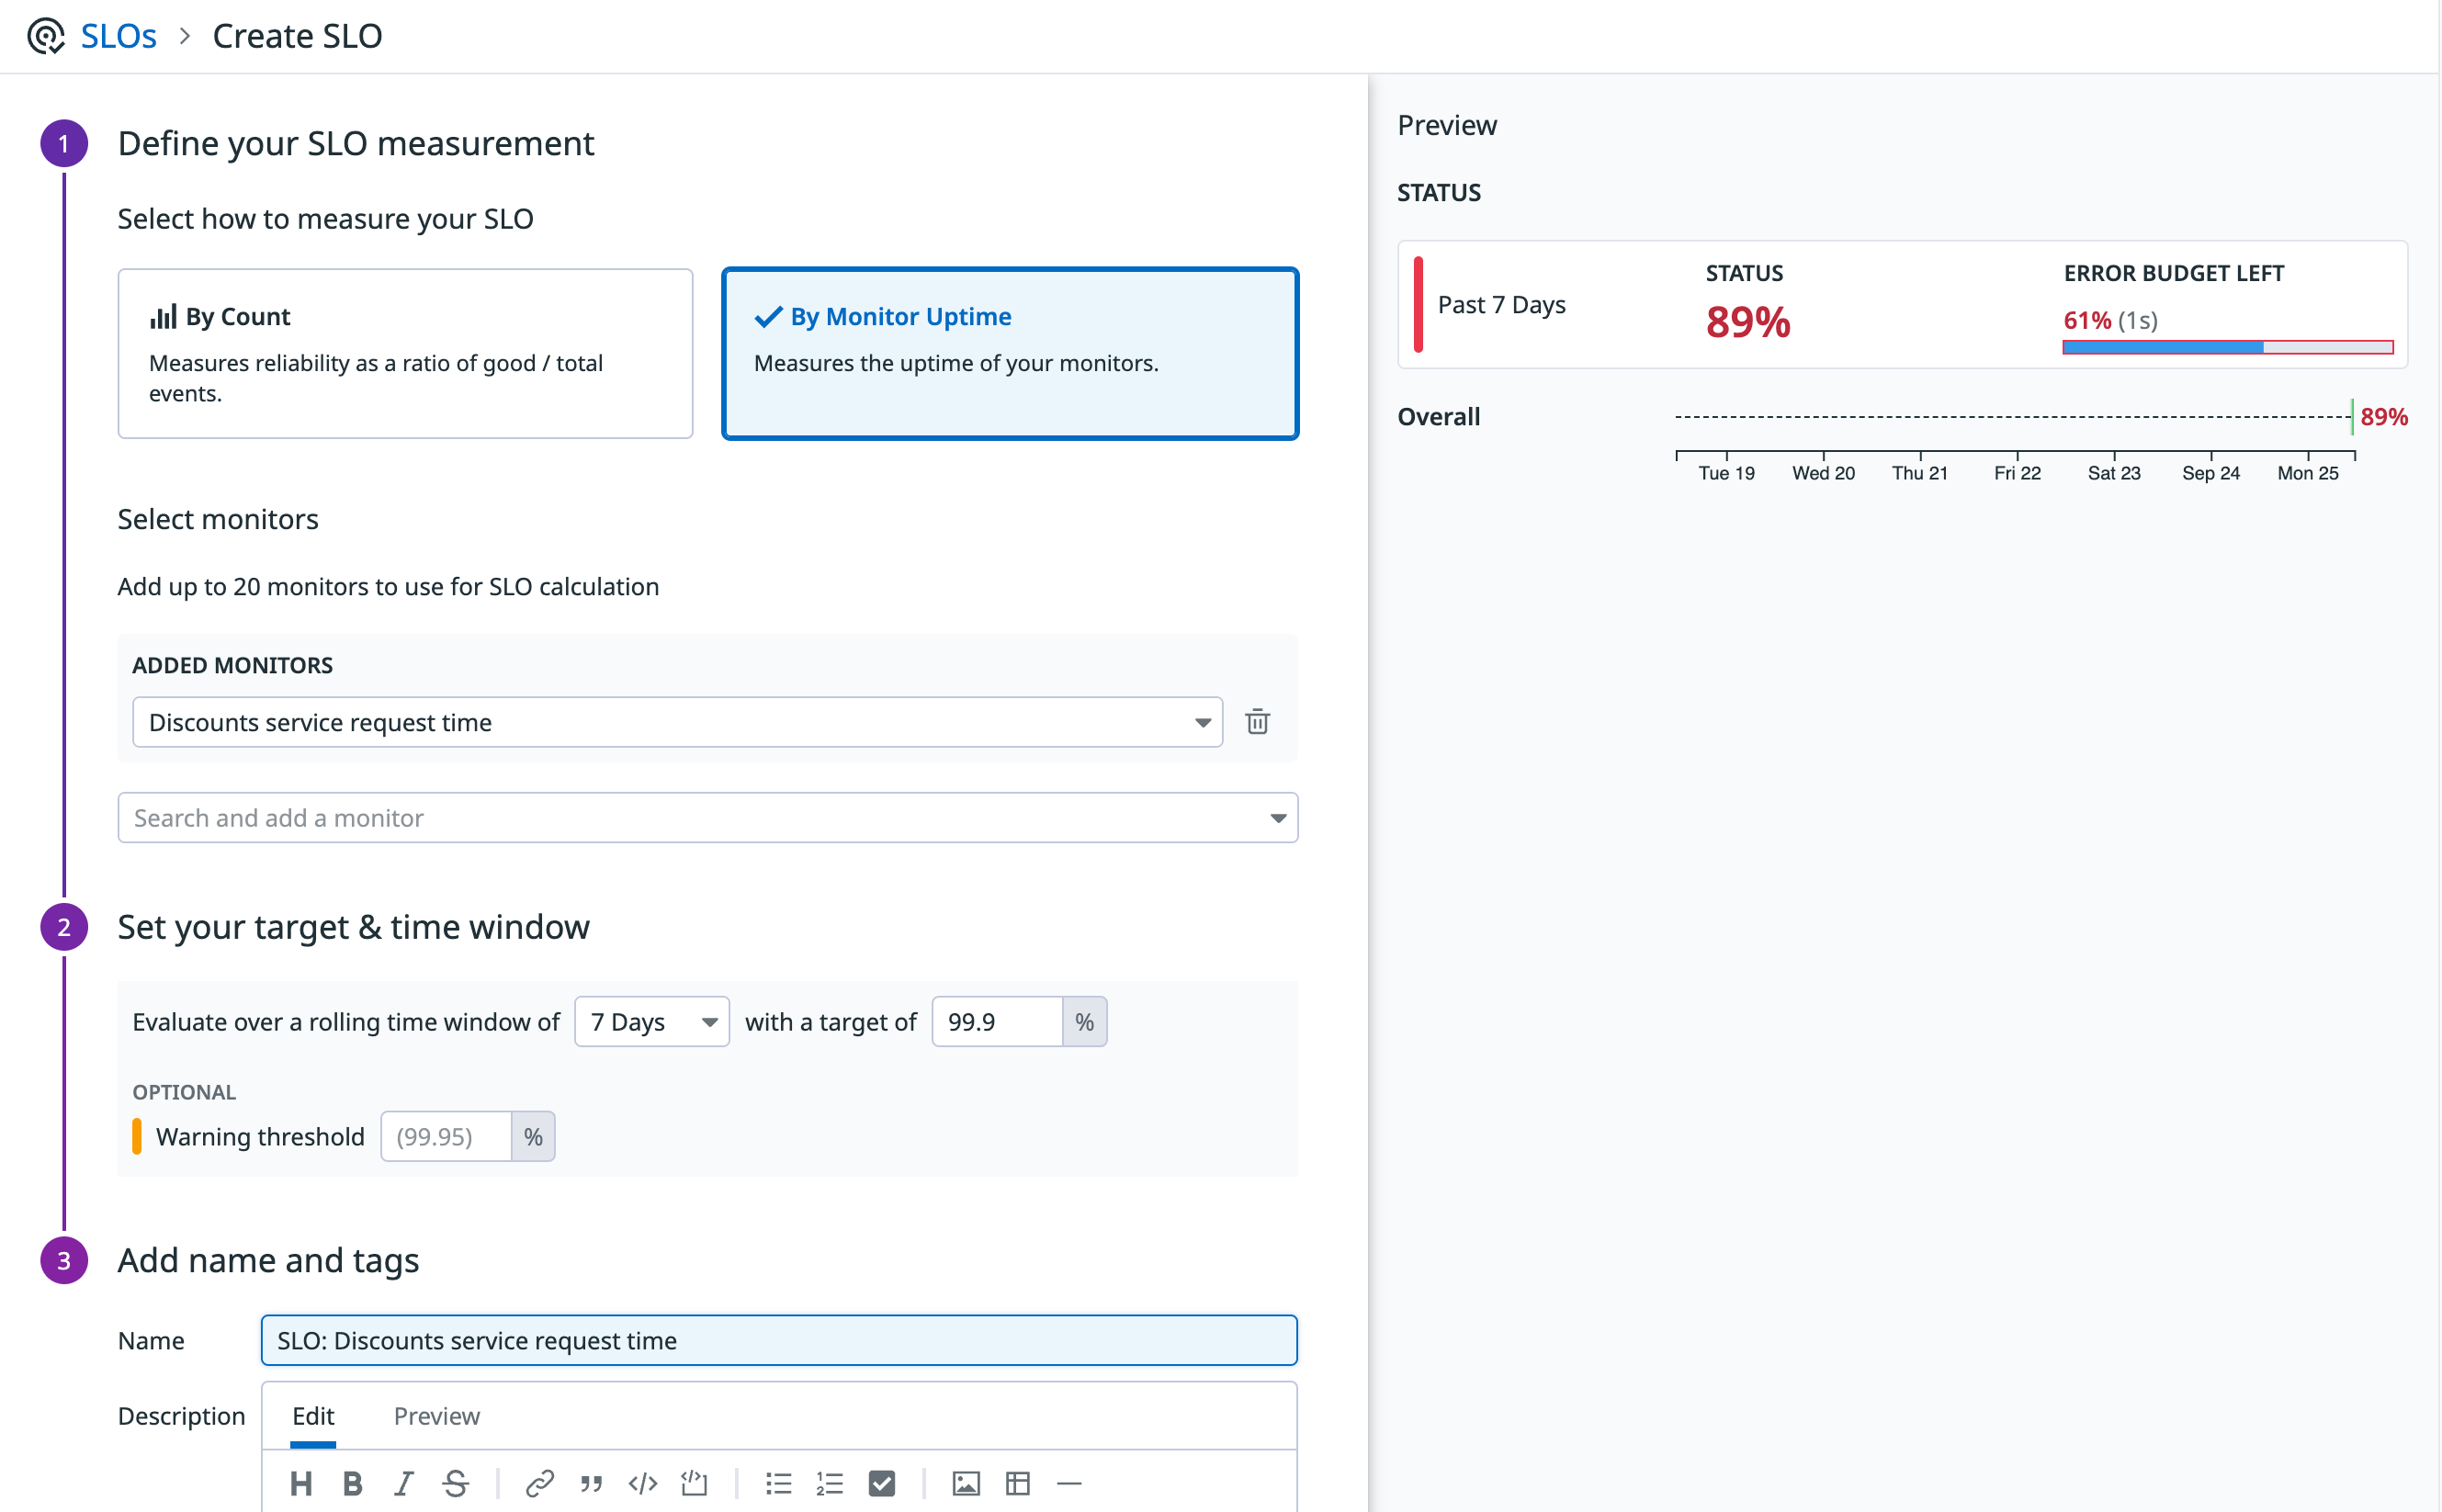 SLOs > Create SLO
1 Define your SLO measurement
Select how to measure your SLO
By Count
Measures reliability as a ratio of good / total
events.
By Monitor Uptime
Measures the uptime of your monitors.
Select monitors
Add up to 20 monitors to use for SLO calculation
ADDED MONITORS
Discounts service request time
Search and add a monitor
2 Set your target & time window
Evaluate over a rolling time window of 7 Days with a target of 99.9 %
OPTIONAL
Warning threshold (99.95) %
3 Add name and tags
Name SLO: Discounts service request time
Description Edit Preview
H B I S
Preview
STATUS
Past 7 Days
STATUS
89%
ERROR BUDGET LEFT
61% (1s)
Overall 89%
Tue 19 Wed 20 Thu 21 Fri 22 Sat 23 Sep 24 Mon 25